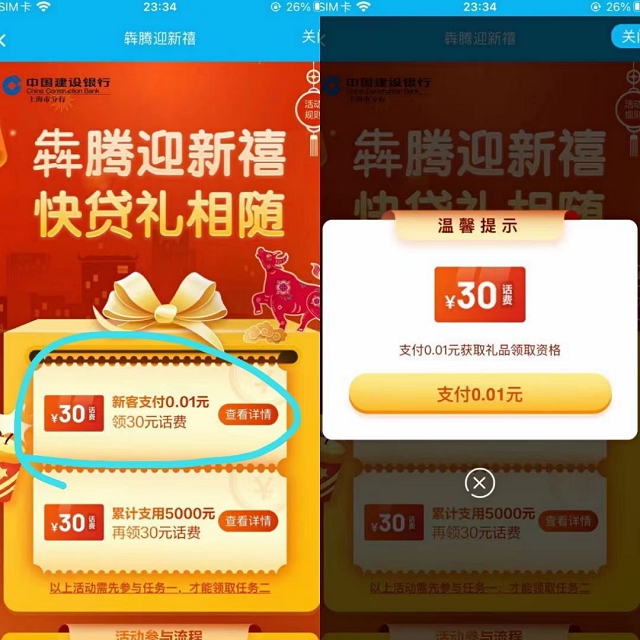 SIM卡
23:34
26%
犇腾迎新禧
中国建设银行
China Construction Bank
上海市分行
活动
规则
犇腾迎新禧
快贷礼相随
¥30
话费
新客支付0.01元
领30元话费
查看详情
¥30
话费
累计支用5000元
再领30元话费
查看详情
以上活动需先参与任务一，才能领取任务二
活动参与流程
SIM卡
23:34
26%
犇腾迎新禧
中国建设银行
China Construction Bank
上海市分行
犇腾迎新禧
快贷礼相随
温馨提示
¥30
话费
支付0.01元获取礼品领取资格
支付0.01元
¥30
话费
累计支用5000元
再领30元话费
查看详情
以上活动需先参与任务一，才能领取任务二
活动参与流程